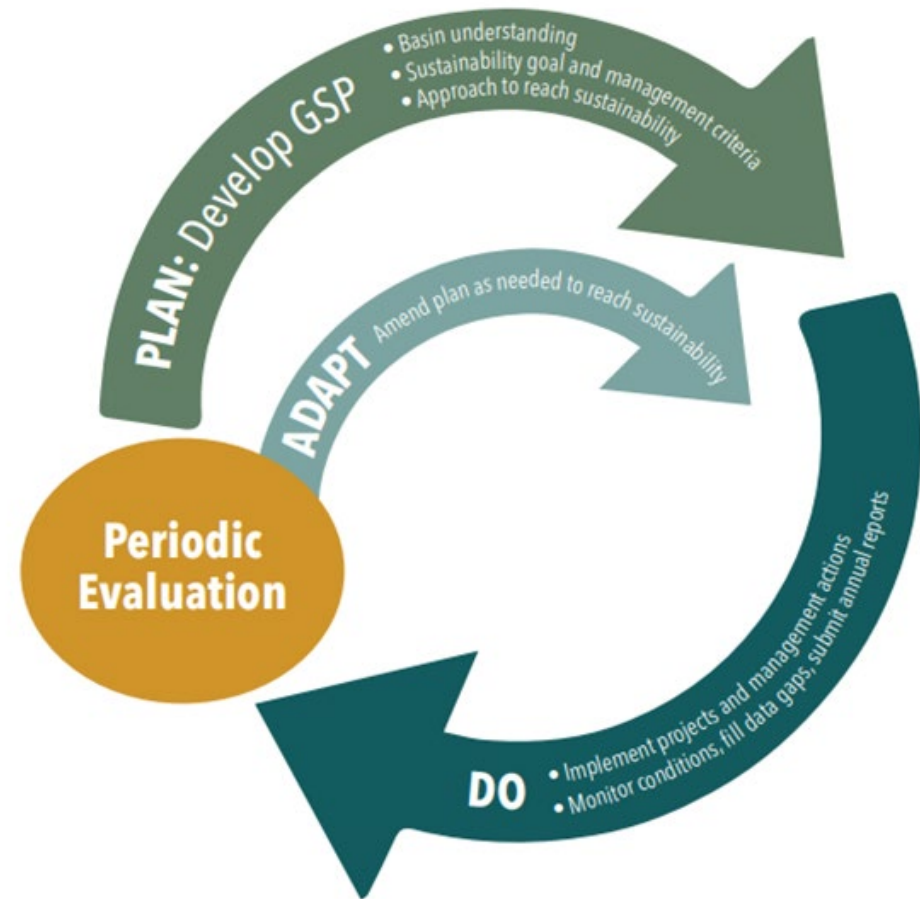 PLAN: Develop GSP
• Basin understanding
• Sustainability goal and management criteria
• Approach to reach sustainability
ADAPT Amend plan as needed to reach sustainability
Periodic
Evaluation
DO
• Implement projects and management actions
• Monitor conditions, fill data gaps, submit annual reports